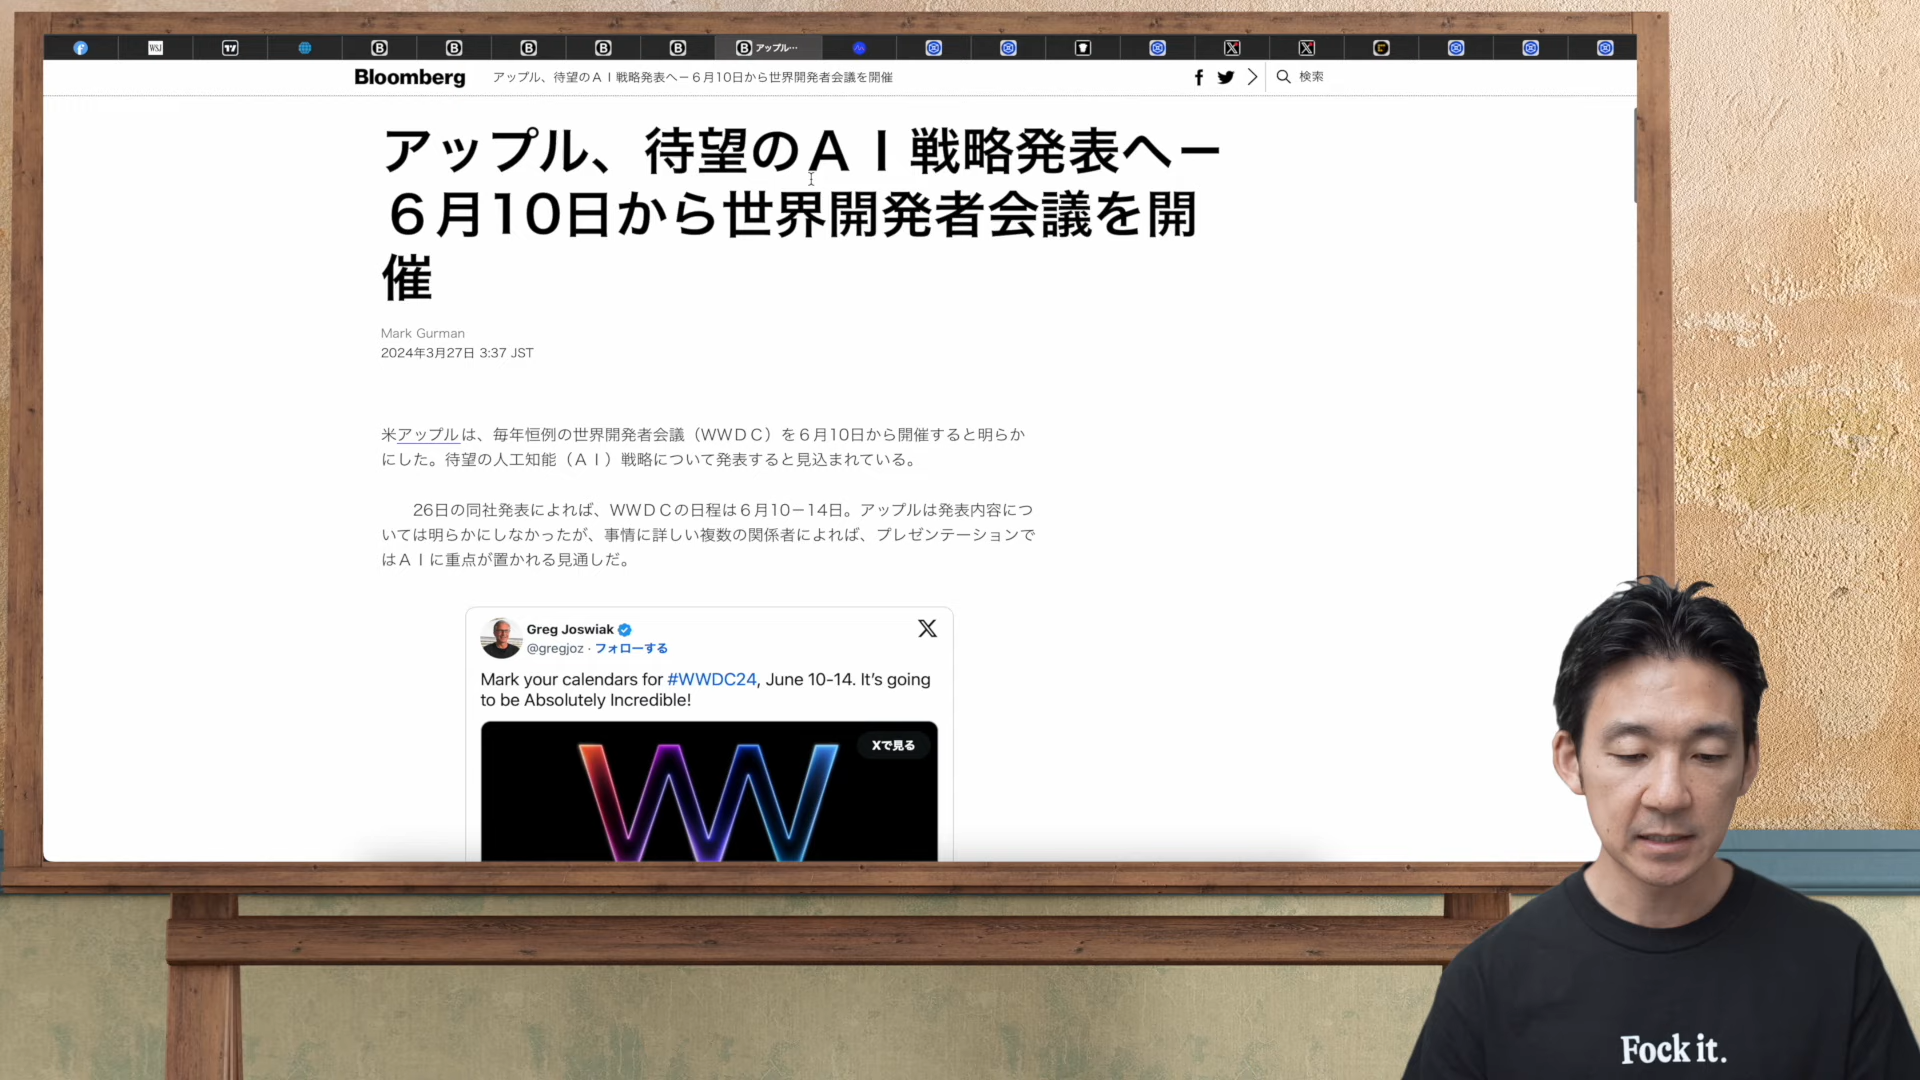 WSJ
アップル…
Bloomberg
アップル、待望のＡＩ戦略発表へ－６月10日から世界開発者会議を開催
検索
アップル、待望のＡＩ戦略発表へ－
６月10日から世界開発者会議を開
催
Mark Gurman
2024年3月27日 3:37 JST
米アップルは、毎年恒例の世界開発者会議（ＷＷＤＣ）を６月10日から開催すると明らか
にした。待望の人工知能（ＡＩ）戦略について発表すると見込まれている。
26日の同社発表によれば、ＷＷＤＣの日程は６月10－14日。アップルは発表内容につ
いては明らかにしなかったが、事情に詳しい複数の関係者によれば、プレゼンテーションで
はＡＩに重点が置かれる見通しだ。
Greg Joswiak
@gregjoz · フォローする
Mark your calendars for #WWDC24, June 10-14. It's going
to be Absolutely Incredible!
Xで見る
WW
Fock it.